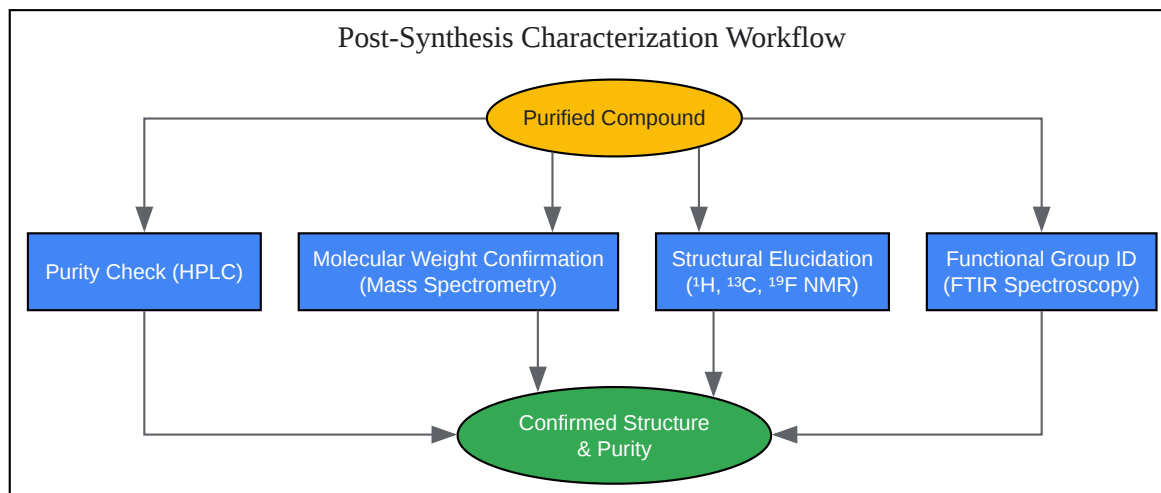 Post-Synthesis Characterization Workflow
Purified Compound
Purity Check (HPLC)
Molecular Weight Confirmation
(Mass Spectrometry)
Structural Elucidation
(¹H, ¹³C, ¹⁹F NMR)
Functional Group ID
(FTIR Spectroscopy)
Confirmed Structure
& Purity